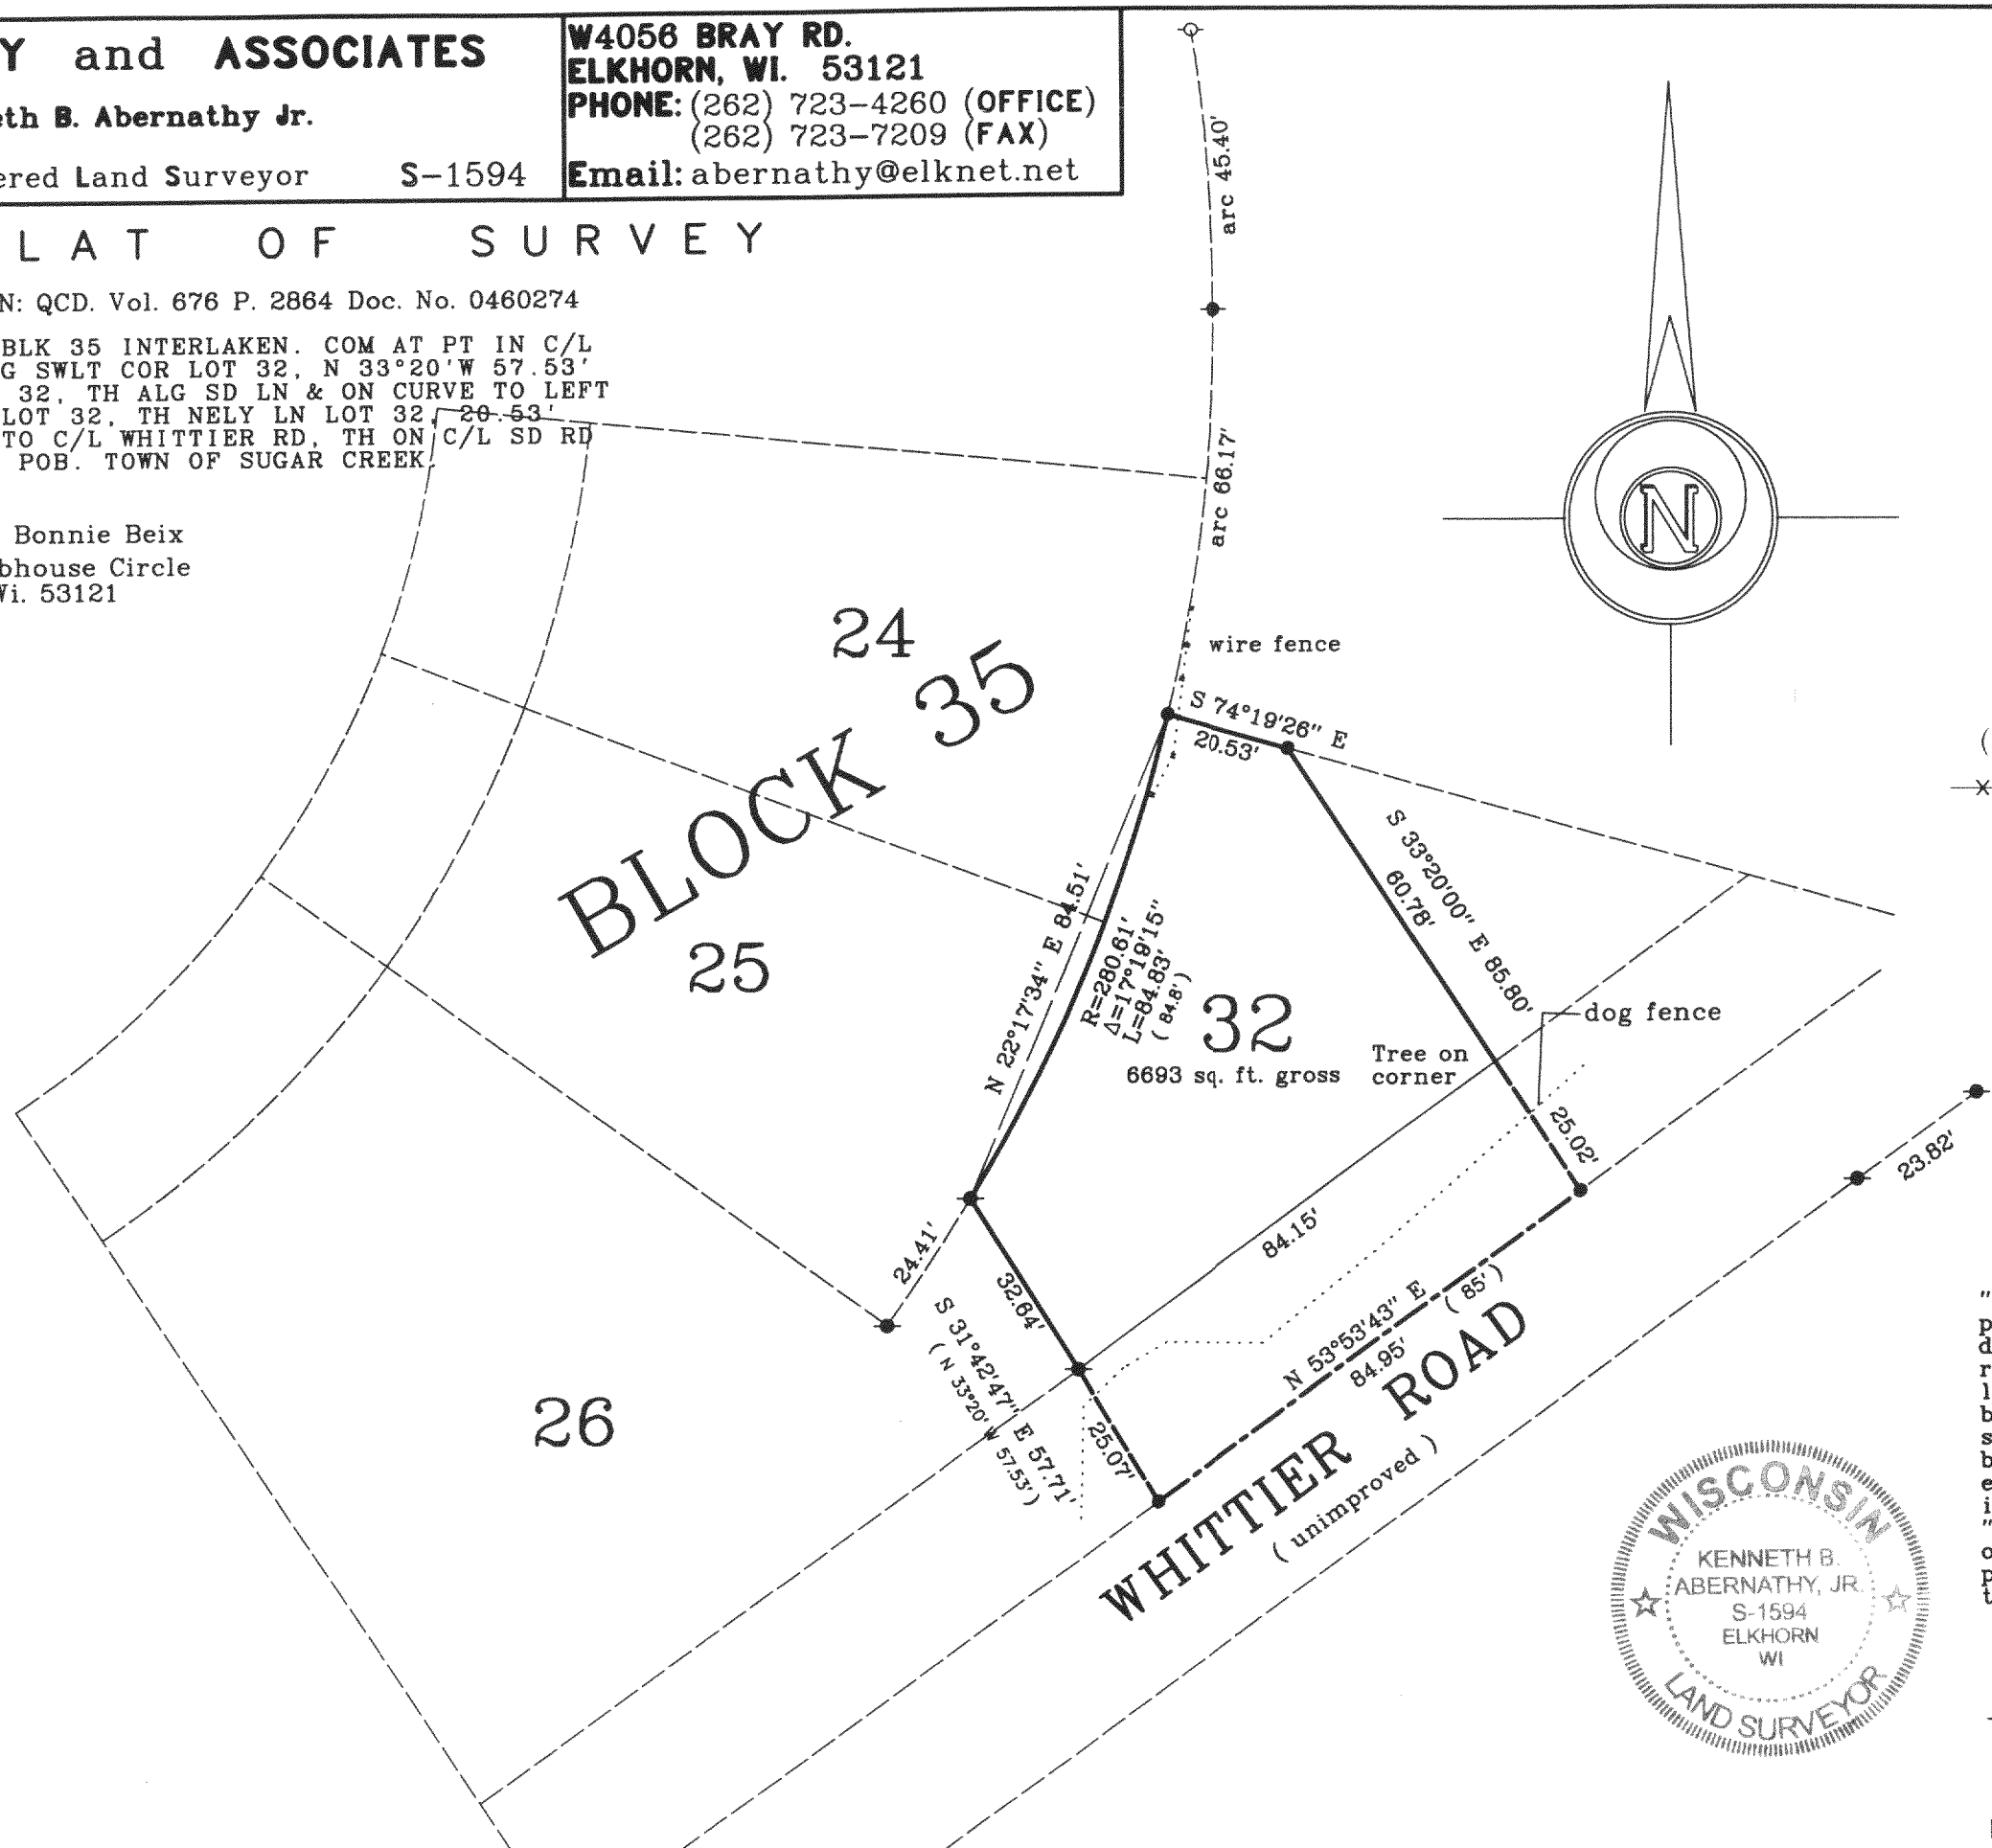 Y and ASSOCIATES
eth B. Abernathy Jr.
ered Land Surveyor S-1594
W4056 BRAY RD.
ELKHORN, WI. 53121
PHONE: (262) 723-4260 (OFFICE)
(262) 723-7209 (FAX)
Email: abernathy@elknet.net
LAT OF SURVEY
N: QCD. Vol. 676 P. 2864 Doc. No. 0460274
BLK 35 INTERLAKEN. COM AT PT IN C/L
G SWLT COR LOT 32, N 33°20'W 57.53'
32, TH ALG SD LN & ON CURVE TO LEFT
LOT 32, TH NELY LN LOT 32, 20.53'
TO C/L WHITTIER RD, TH ON C/L SD RD
POB. TOWN OF SUGAR CREEK.
Bonnie Beix
bhouse Circle
Wi. 53121
arc 45.40'
arc 66.17'
N
wire fence
24
BLOCK 35
25
26
S 74°19'26" E
20.53'
S 33°20'00" E 85.80'
60.78'
N 22°17'34" E 84.51'
R=280.61'
Δ=17°19'15"
L=84.83'
( 84.8' )
32
6693 sq. ft. gross
Tree on
corner
dog fence
25.02'
23.82'
84.15'
24.41'
32.64'
S 31°42'47" E 57.71'
( N 33°20' W 57.53' )
25.07'
N 53°53'43" E ( 85' )
84.95'
WHITTIER ROAD
( unimproved )
(
X
"
p
d
r
l
b
s
b
e
i
"
o
p
t
WISCONSIN
KENNETH B.
ABERNATHY, JR.
S-1594
ELKHORN
WI
LAND SURVEYOR